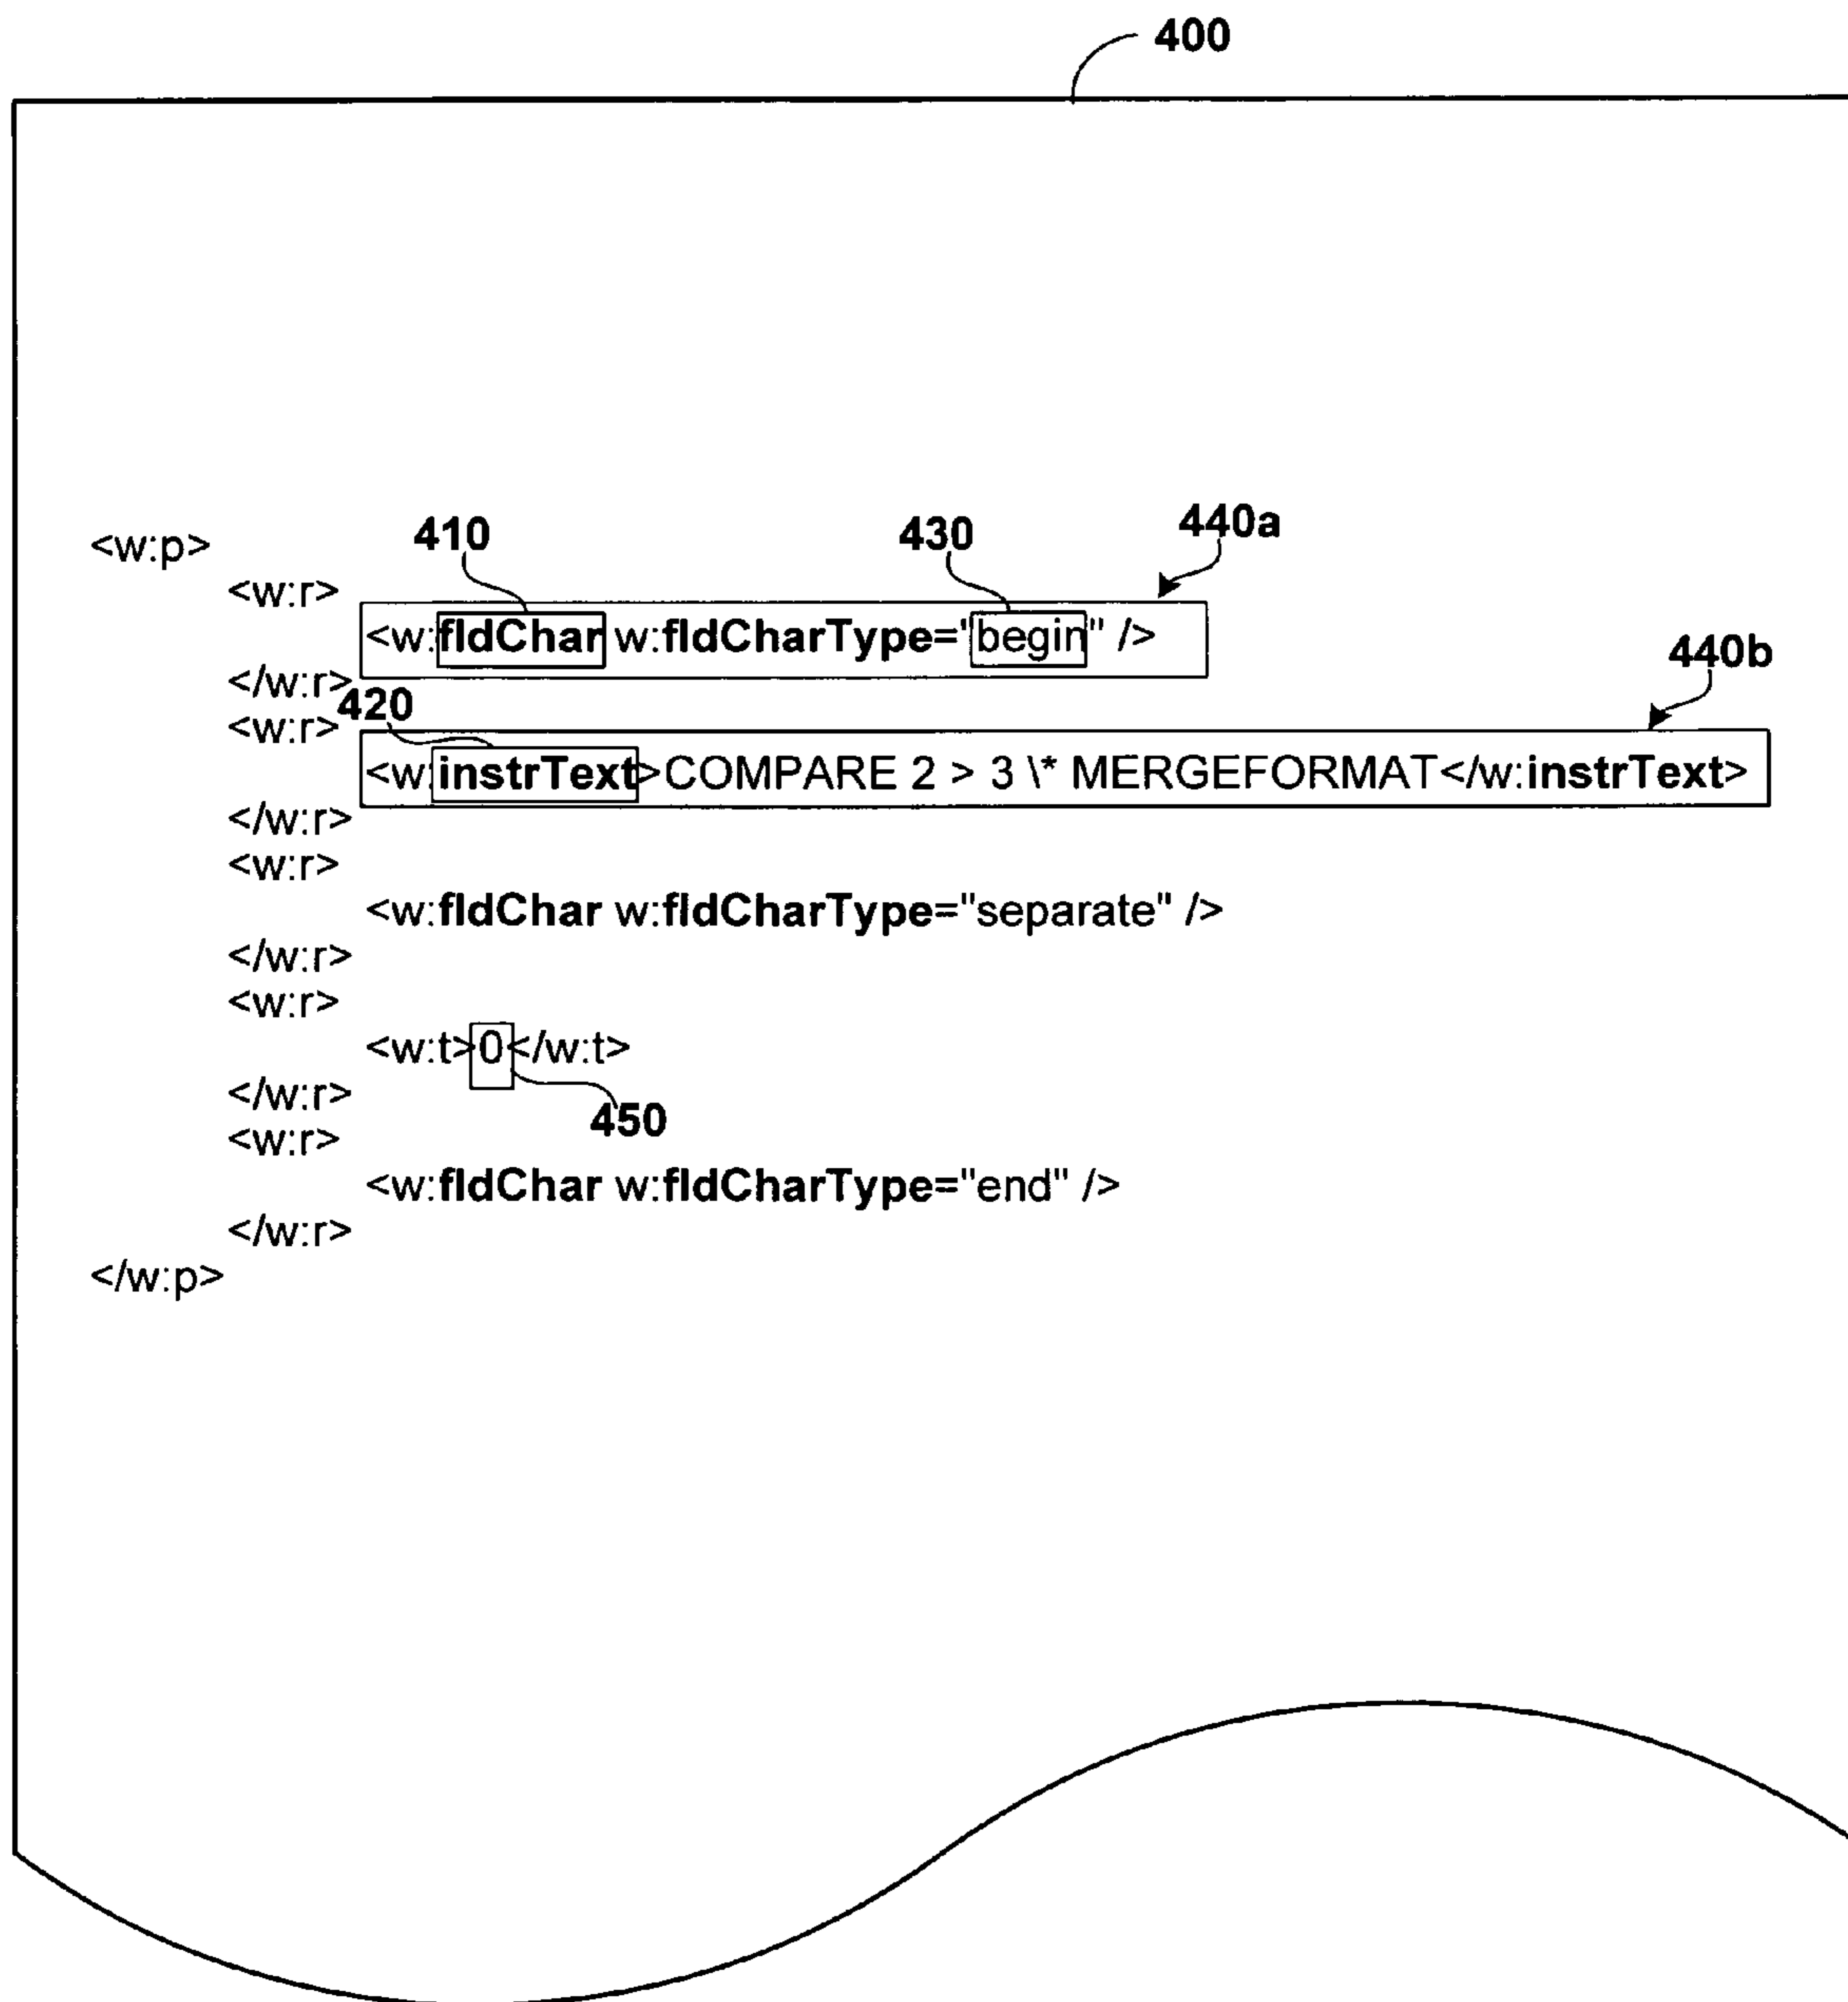 400
410 430 440a
<w:p>
<w:r>
<w:fldChar w:fldCharType="begin" />
440b
</w:r>
420
<w:r>
<w:instrText>COMPARE 2 > 3 \* MERGEFORMAT</w:instrText>
</w:r>
<w:r>
<w:fldChar w:fldCharType="separate" />
</w:r>
<w:r>
<w:t>0</w:t>
</w:r>
450
<w:r>
<w:fldChar w:fldCharType="end" />
</w:r>
</w:p>